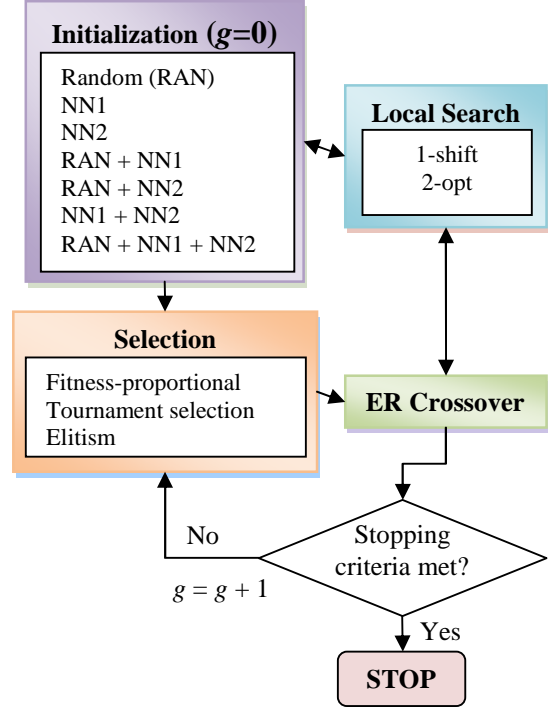 Initialization (g=0)
Random (RAN)
NN1
NN2
RAN + NN1
RAN + NN2
NN1 + NN2
RAN + NN1 + NN2
Local Search
1-shift
2-opt
Selection
Fitness-proportional
Tournament selection
Elitism
ER Crossover
Stopping
criteria met?
No
g = g + 1
Yes
STOP